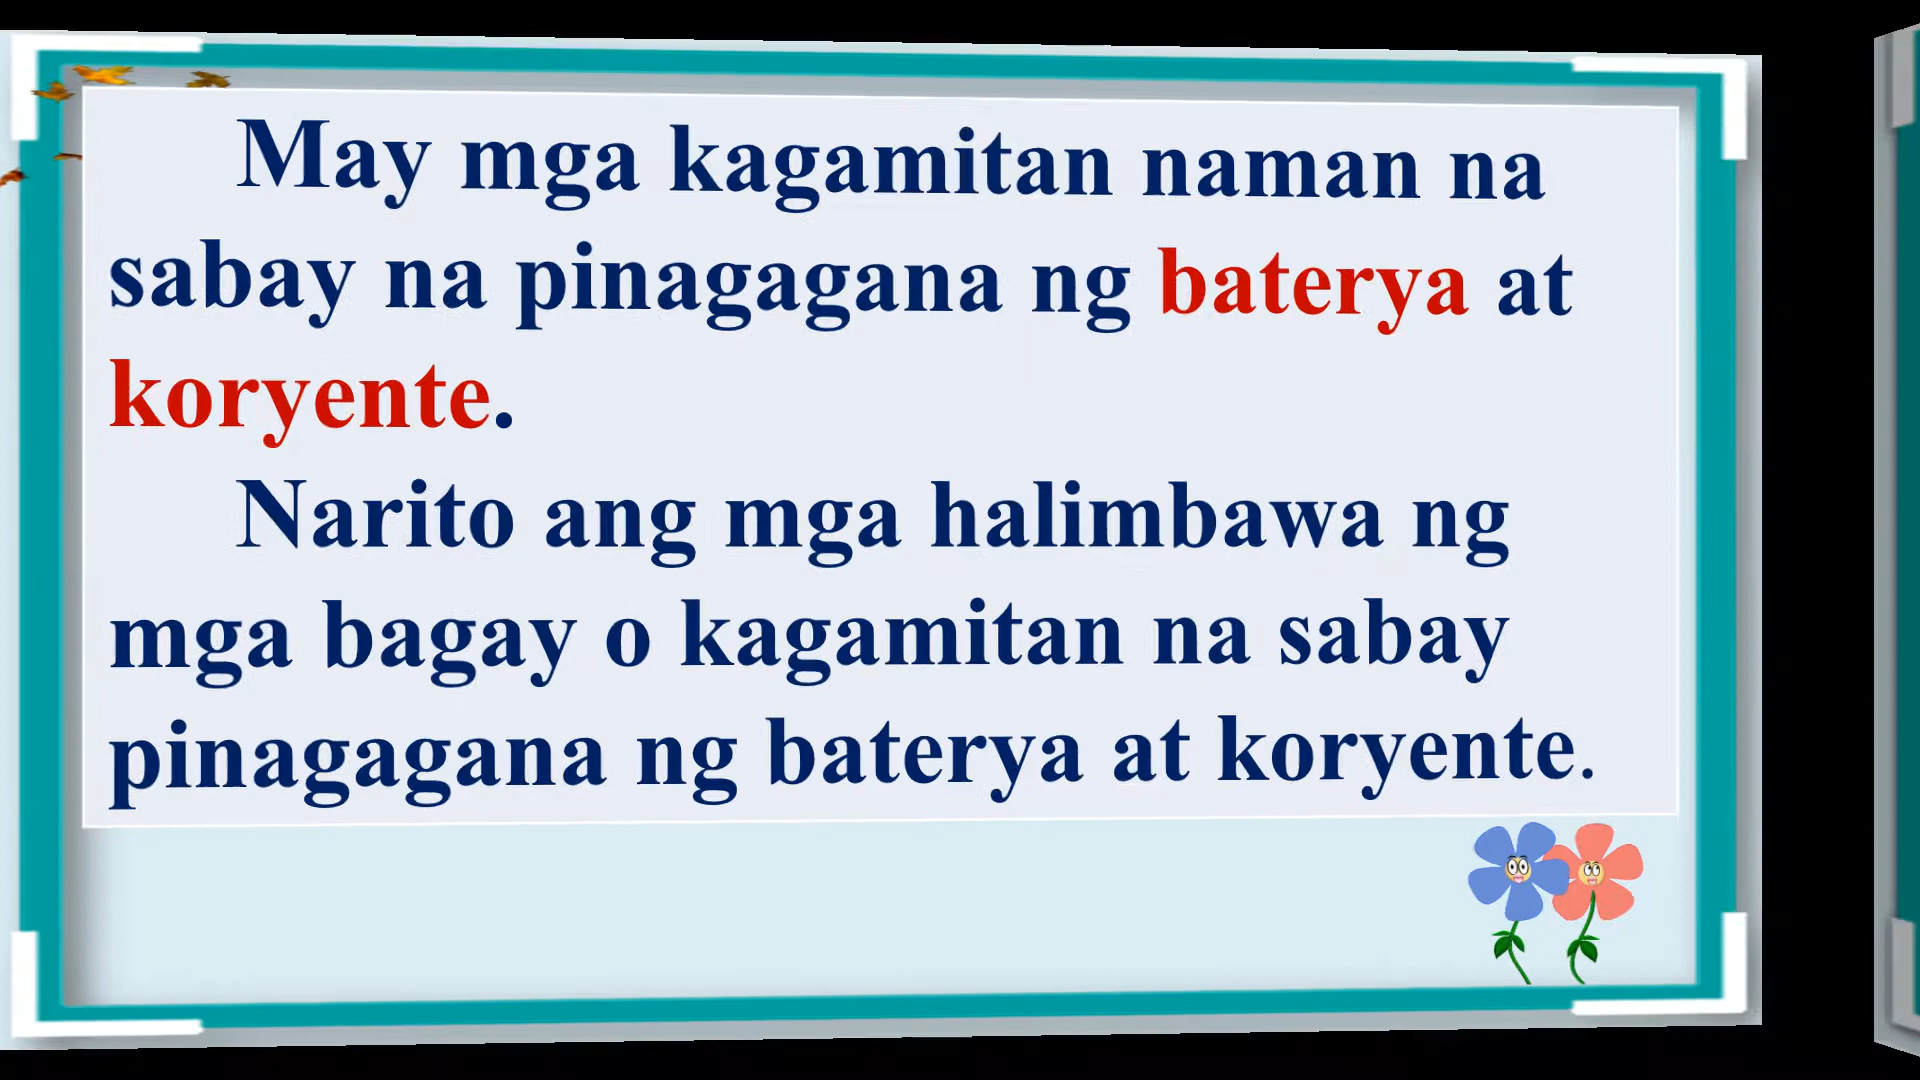 May mga kagamitan naman na
sabay na pinagagana ng baterya at
koryente.
Narito ang mga halimbawa ng
mga bagay o kagamitan na sabay
pinagagana ng baterya at koryente.